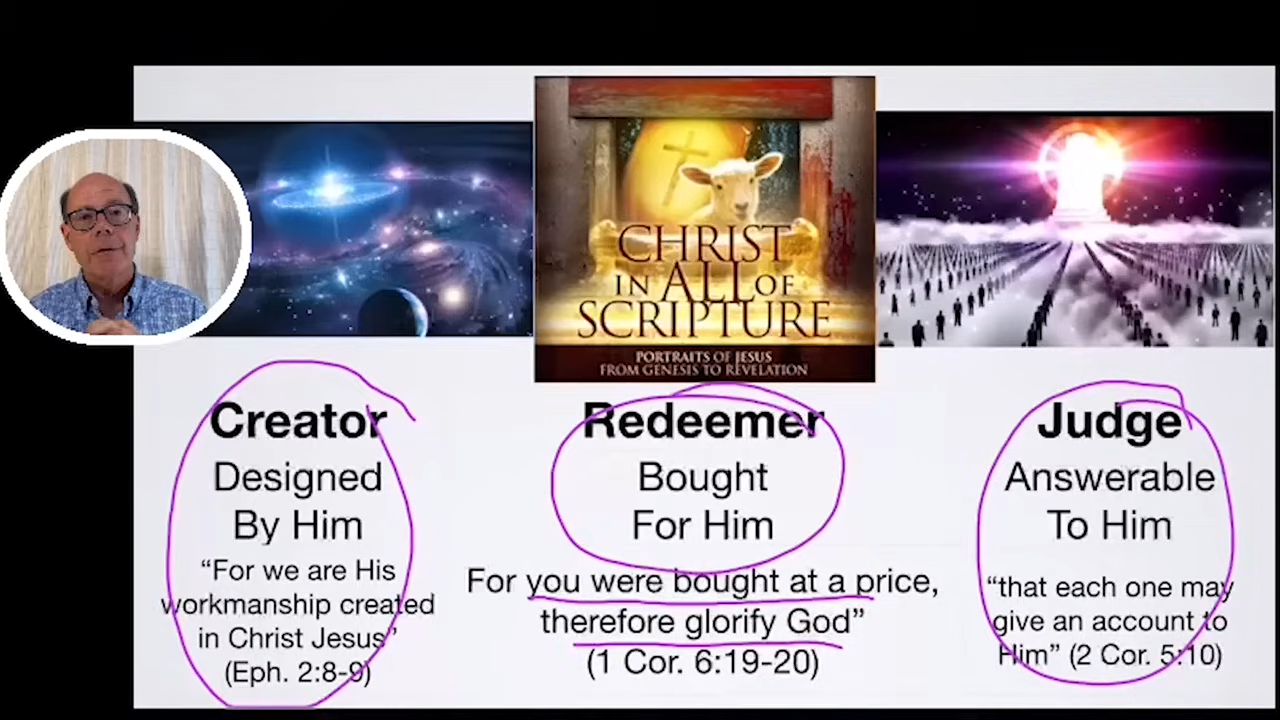 CHRIST
IN ALL OF
SCRIPTURE
PORTRAITS OF JESUS
FROM GENESIS TO REVELATION
Creator
Designed
By Him
“For we are His
workmanship created
in Christ Jesus”
(Eph. 2:8-9)
Redeemer
Bought
For Him
For you were bought at a price,
therefore glorify God”
(1 Cor. 6:19-20)
Judge
Answerable
To Him
“that each one may
give an account to
Him” (2 Cor. 5:10)